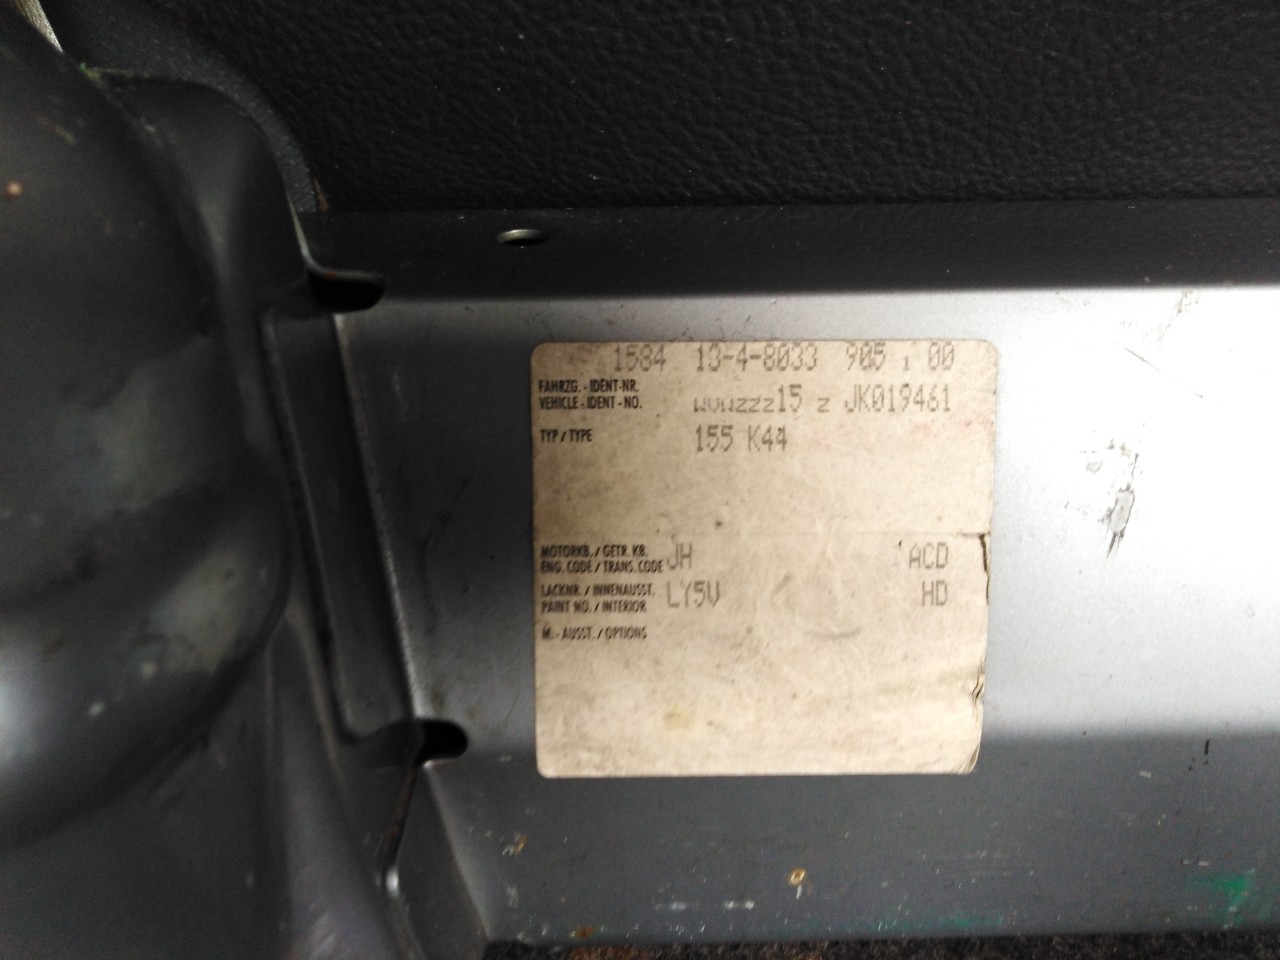 1584 13-4-8033 905 , 00
FAHRZG. - IDENT-NR.
VEHICLE - IDENT - NO. WVWZZZ15 Z JK019461
TYP / TYPE 155 K44
MOTORKB. / GETR. KB.
ENG. CODE / TRANS. CODE JH ACD
LACKNR. / INNENAUSST.
PAINT NO. / INTERIOR LY5V HD
M. - AUSST. / OPTIONS